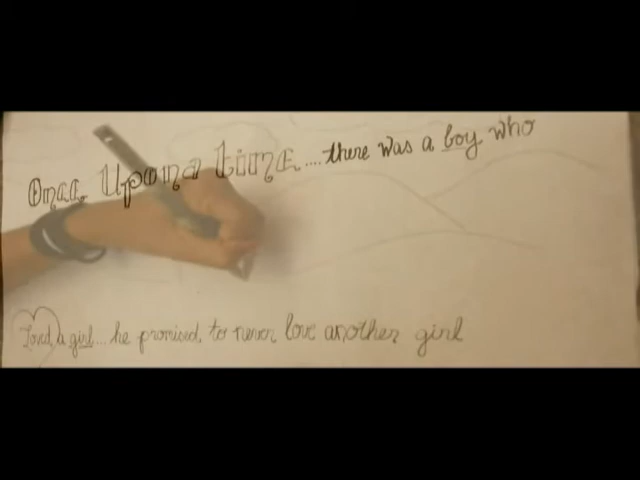 Once Upon a time....there was a boy who
Loved a girl... he promised to never love another girl